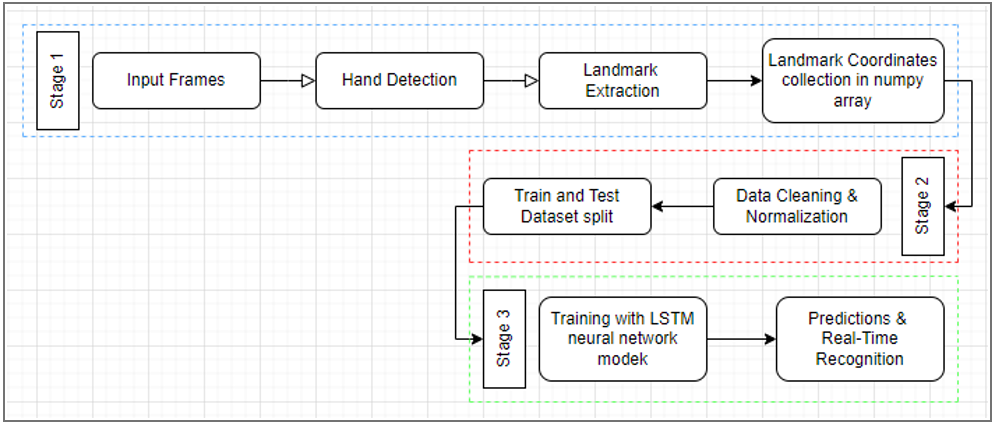 Stage 1
Input Frames
Hand Detection
Landmark
Extraction
Landmark Coordinates
collection in numpy
array
Stage 2
Data Cleaning &
Normalization
Train and Test
Dataset split
Stage 3
Training with LSTM
neural network
modek
Predictions &
Real-Time
Recognition